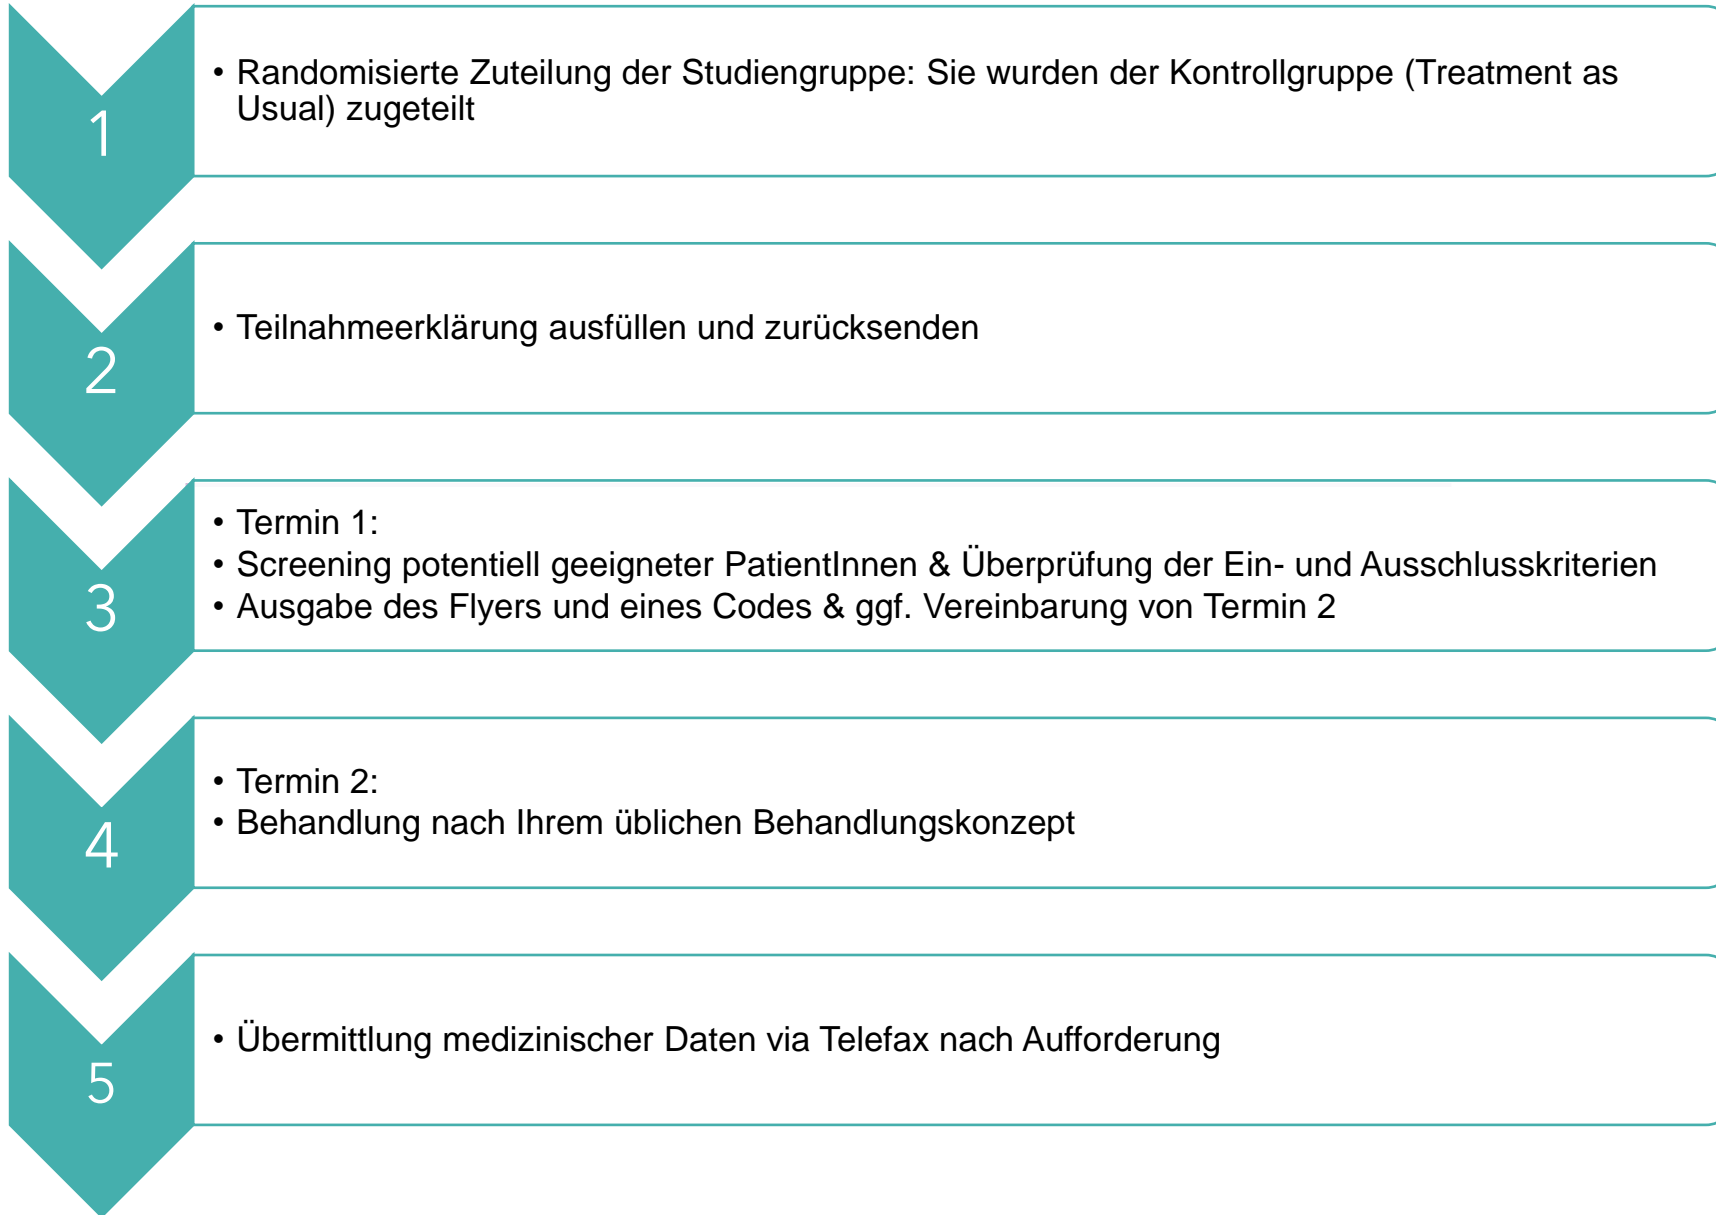 1
• Randomisierte Zuteilung der Studiengruppe: Sie wurden der Kontrollgruppe (Treatment as
Usual) zugeteilt
2
• Teilnahmeerklärung ausfüllen und zurücksenden
3
• Termin 1:
• Screening potentiell geeigneter PatientInnen & Überprüfung der Ein- und Ausschlusskriterien
• Ausgabe des Flyers und eines Codes & ggf. Vereinbarung von Termin 2
4
• Termin 2:
• Behandlung nach Ihrem üblichen Behandlungskonzept
5
• Übermittlung medizinischer Daten via Telefax nach Aufforderung